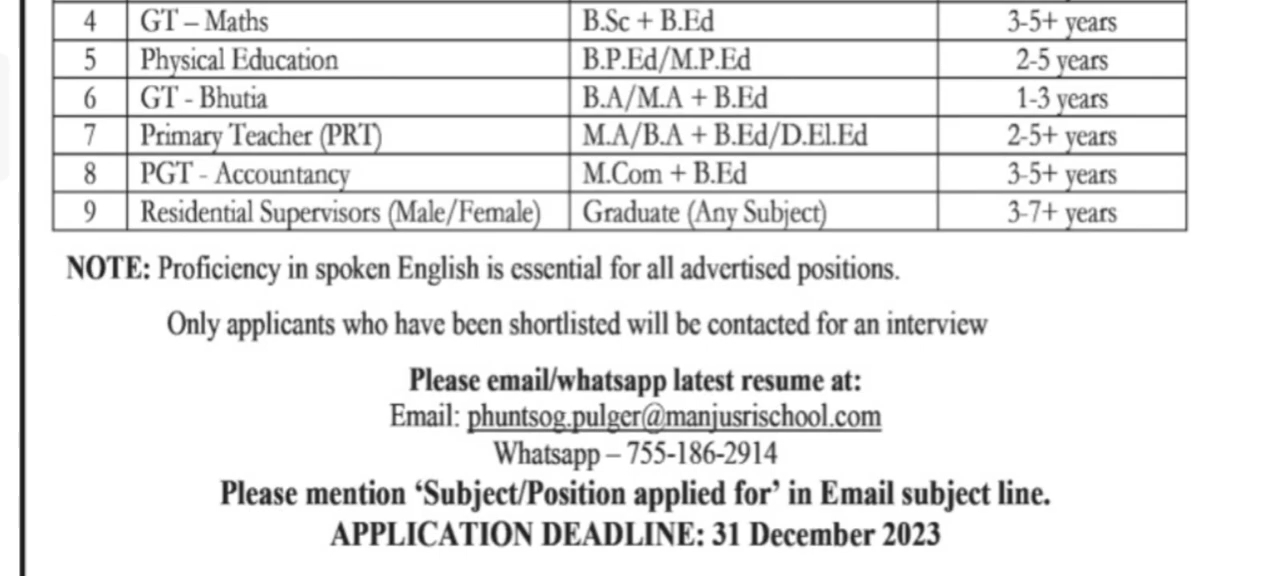 4 GT – Maths B.Sc + B.Ed 3-5+ years
5 Physical Education B.P.Ed/M.P.Ed 2-5 years
6 GT - Bhutia B.A/M.A + B.Ed 1-3 years
7 Primary Teacher (PRT) M.A/B.A + B.Ed/D.El.Ed 2-5+ years
8 PGT - Accountancy M.Com + B.Ed 3-5+ years
9 Residential Supervisors (Male/Female) Graduate (Any Subject) 3-7+ years
NOTE: Proficiency in spoken English is essential for all advertised positions.
Only applicants who have been shortlisted will be contacted for an interview
Please email/whatsapp latest resume at:
Email: phuntsog.pulger@manjusrischool.com
Whatsapp – 755-186-2914
Please mention ‘Subject/Position applied for’ in Email subject line.
APPLICATION DEADLINE: 31 December 2023